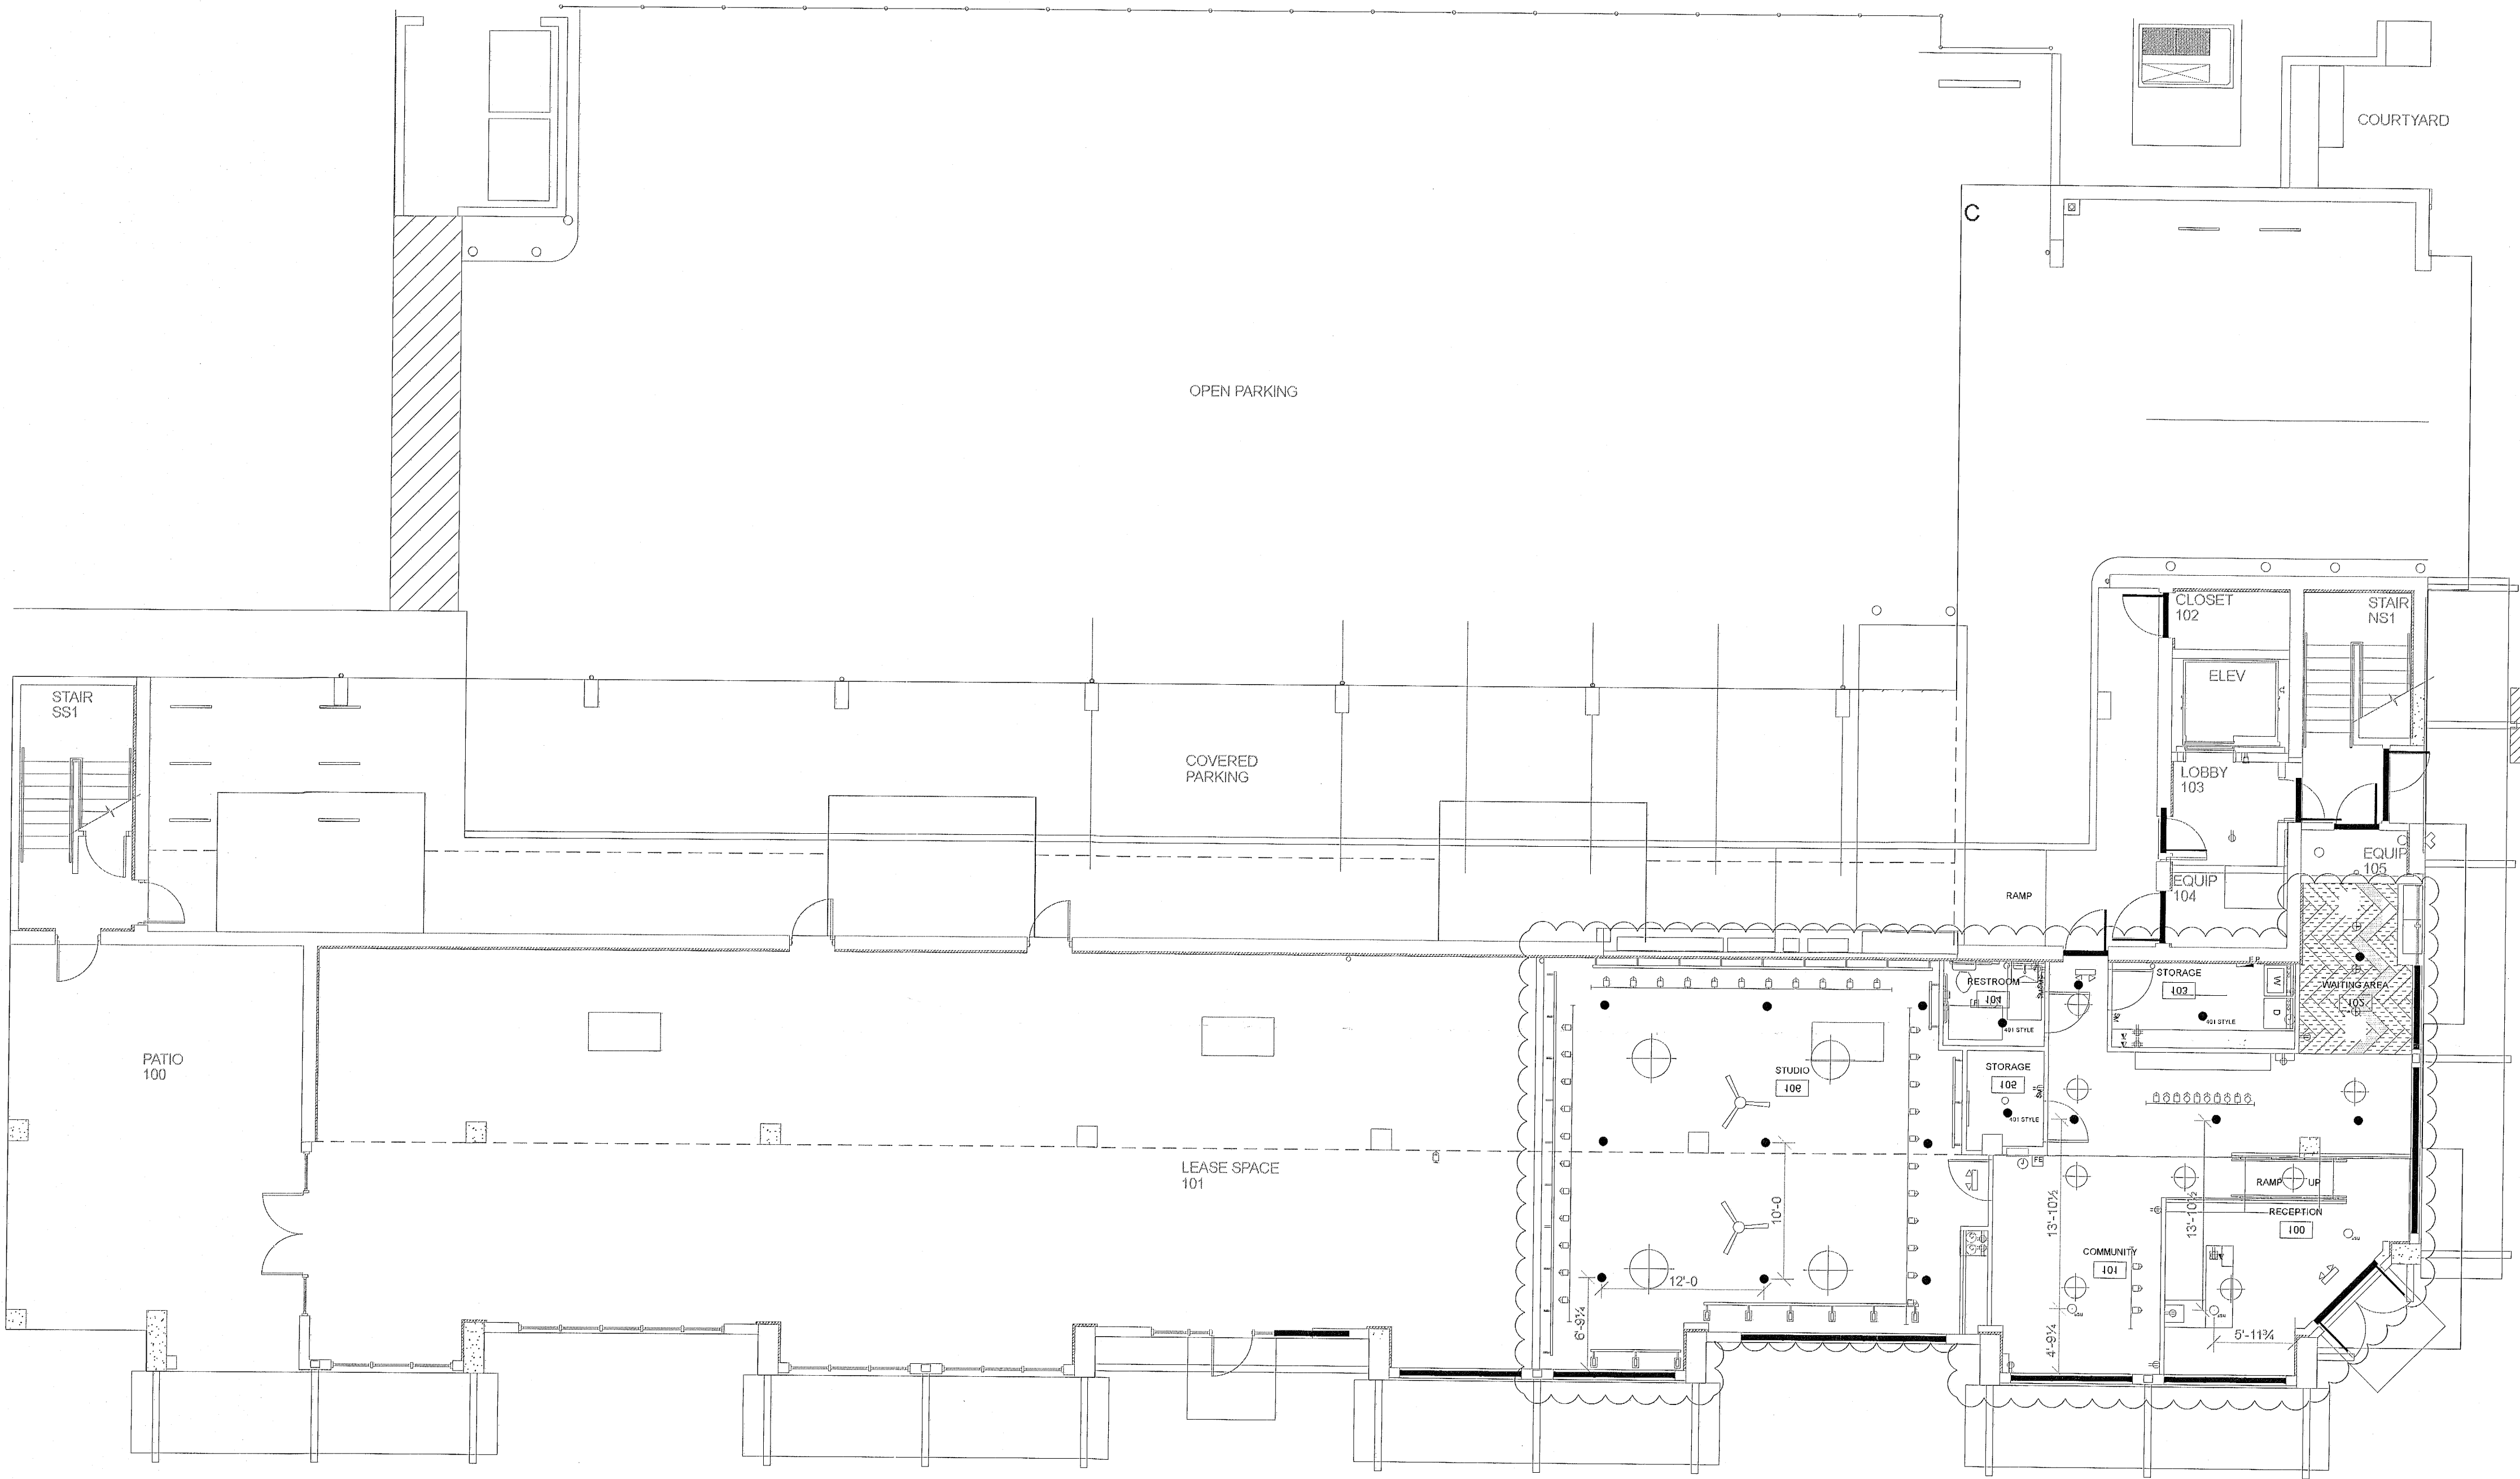 COURTYARD
C
OPEN PARKING
CLOSET
102
STAIR
NS1
ELEV
STAIR
SS1
COVERED
PARKING
LOBBY
103
EQUIP
105
EQUIP
104
RAMP
RESTROOM
104
STORAGE
103
WAITING AREA
102
W
D
401 STYLE
401 STYLE
PATIO
100
STUDIO
106
STORAGE
105
401 STYLE
LEASE SPACE
101
FE
RAMP
UP
RECEPTION
100
COMMUNITY
101
10'-0
12'-0
6'-9¼
13'-10½
13'-10½
4'-9¼
5'-11¾